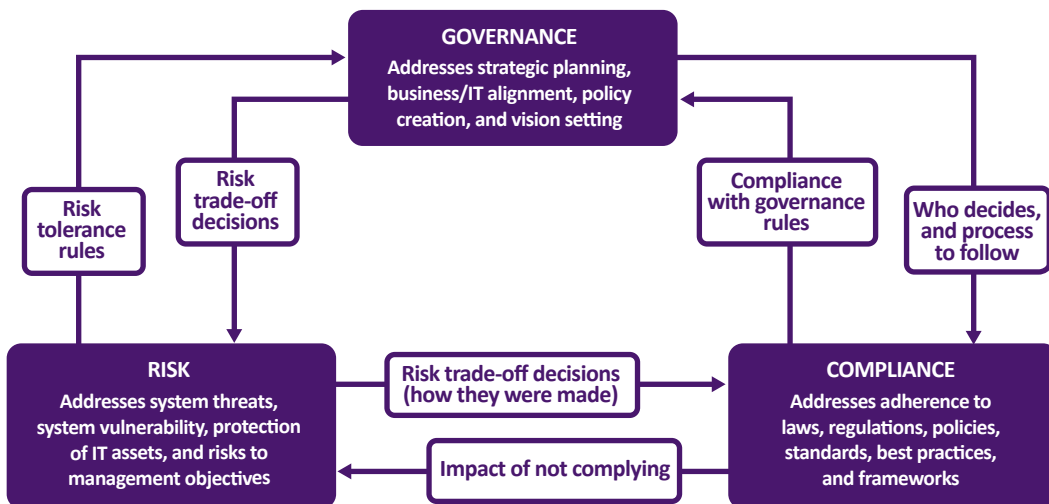 GOVERNANCE
Addresses strategic planning,
business/IT alignment, policy
creation, and vision setting
Risk
tolerance
rules
Risk
trade-off
decisions
Compliance
with governance
rules
Who decides,
and process
to follow
RISK
Addresses system threats,
system vulnerability, protection
of IT assets, and risks to
management objectives
Risk trade-off decisions
(how they were made)
Impact of not complying
COMPLIANCE
Addresses adherence to
laws, regulations, policies,
standards, best practices,
and frameworks